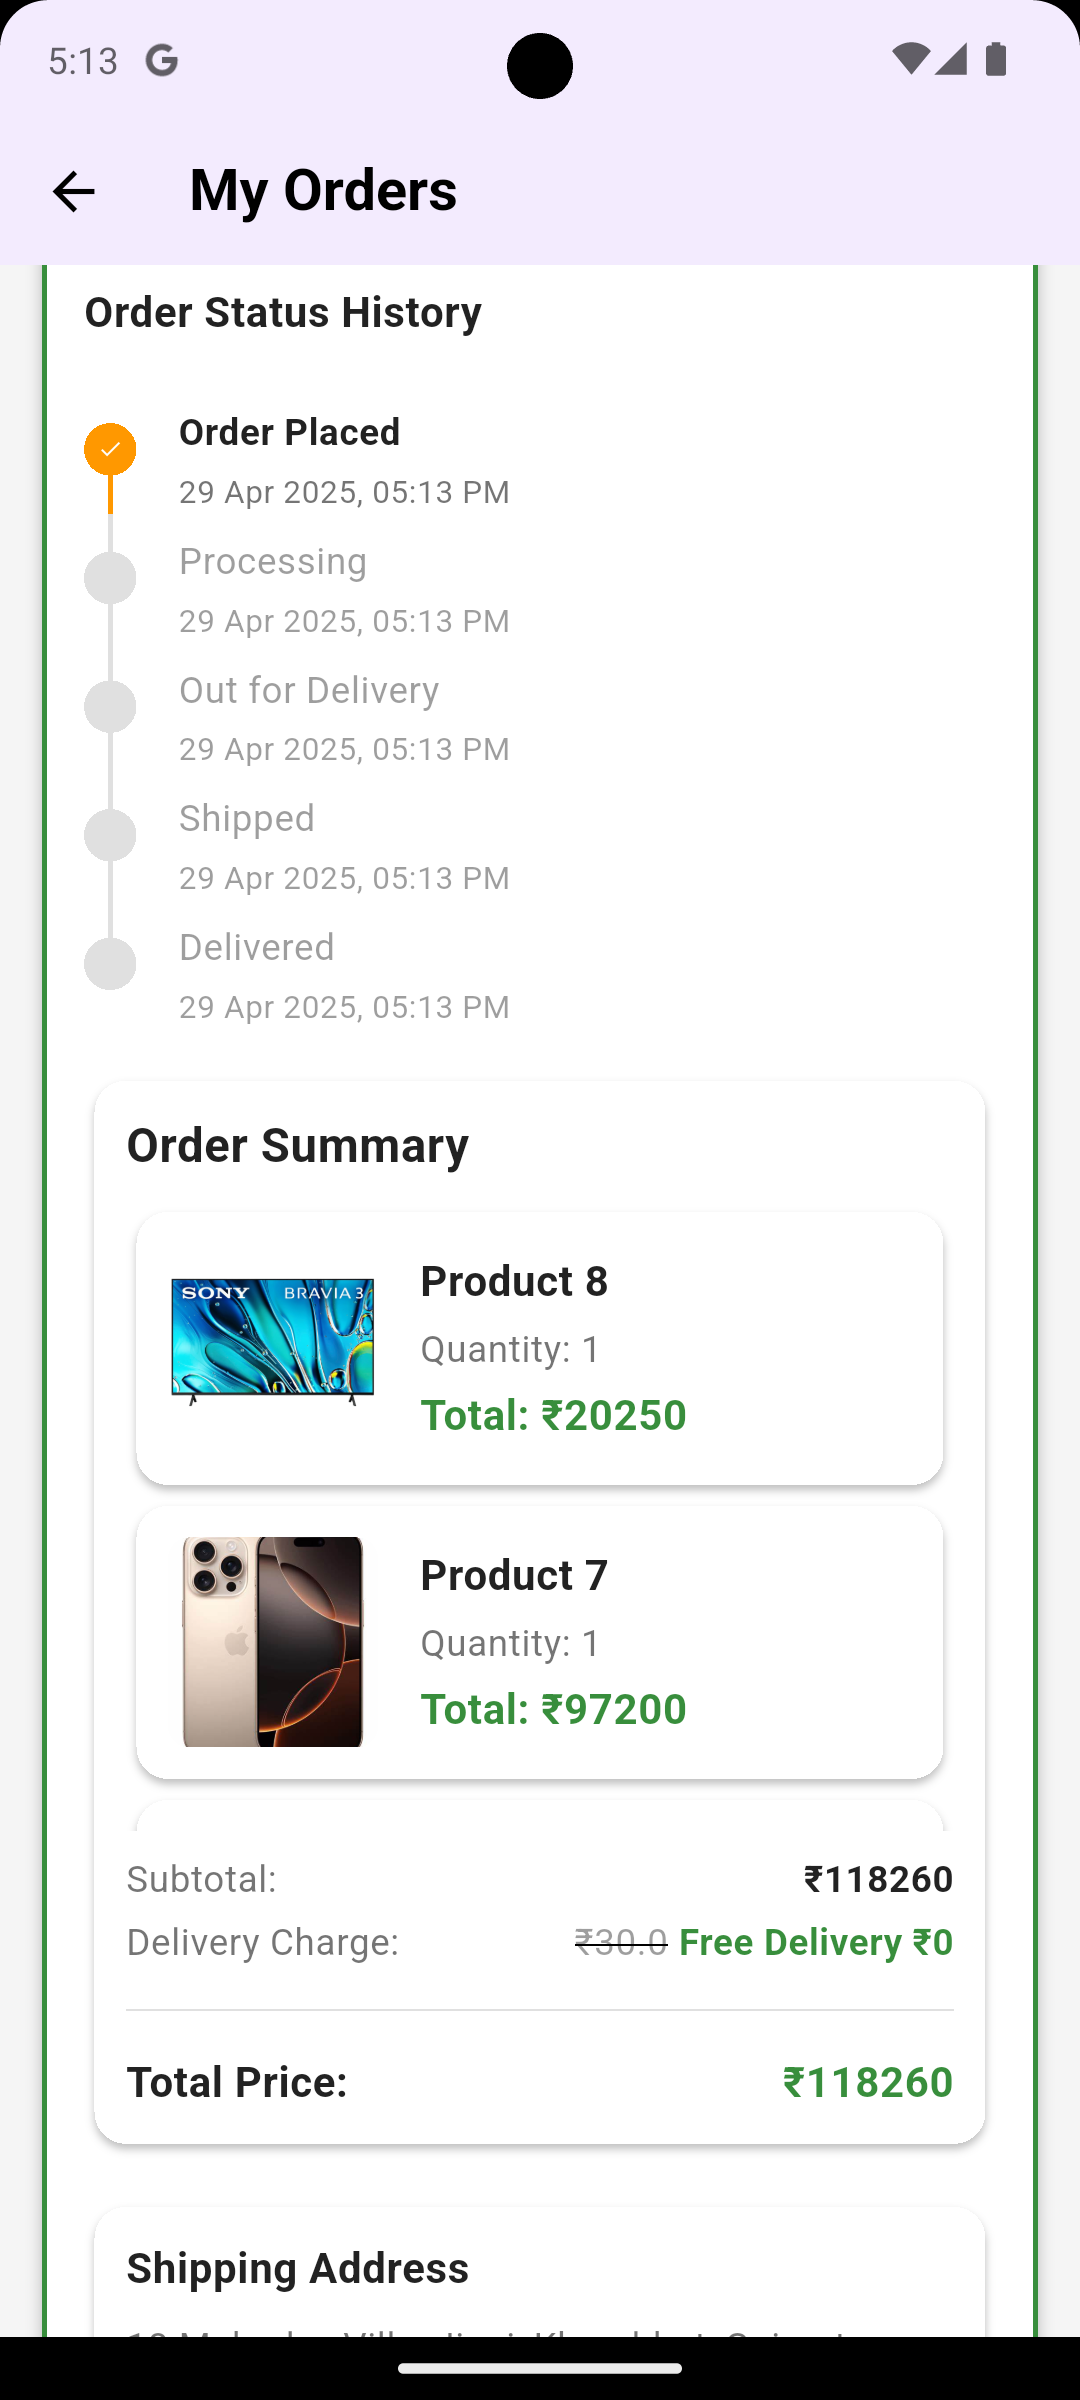 5:13
My Orders
Order Status History
Order Placed
29 Apr 2025, 05:13 PM
Processing
29 Apr 2025, 05:13 PM
Out for Delivery
29 Apr 2025, 05:13 PM
Shipped
29 Apr 2025, 05:13 PM
Delivered
29 Apr 2025, 05:13 PM
Order Summary
SONY BRAVIA 3
Product 8
Quantity: 1
Total: ₹20250
Product 7
Quantity: 1
Total: ₹97200
Subtotal: ₹118260
Delivery Charge: ₹30.0 Free Delivery ₹0
Total Price: ₹118260
Shipping Address